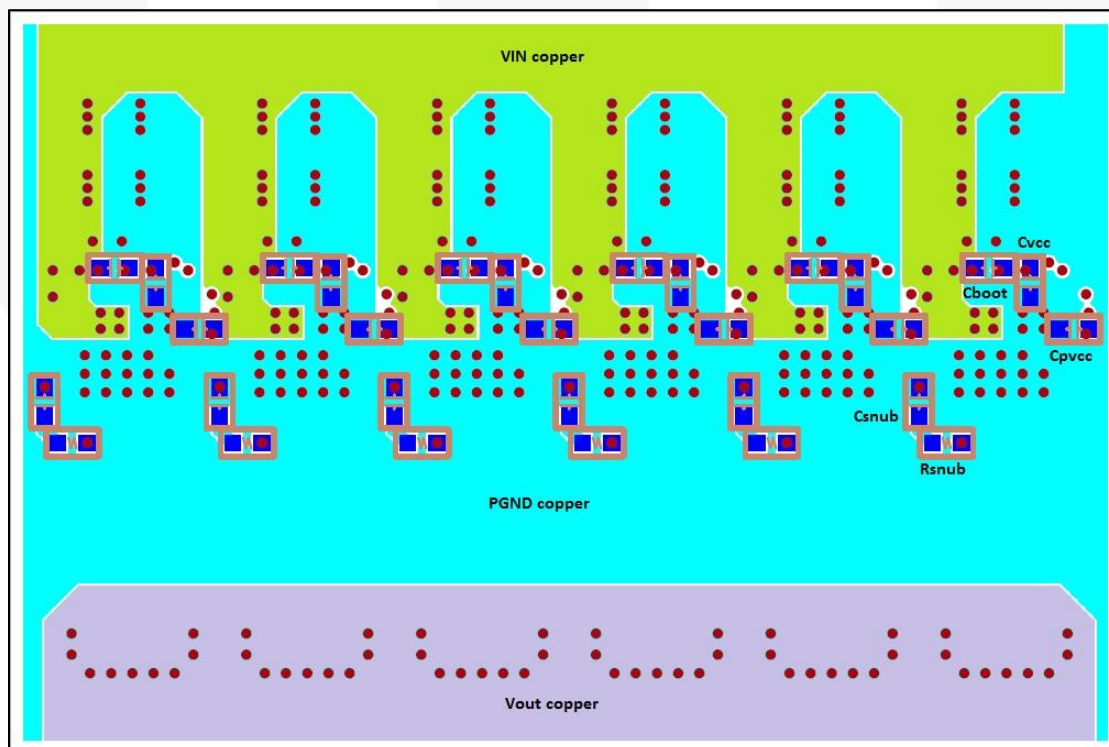 VIN copper
Cvcc
Cboot
Cpvcc
Csnub
Rsnub
PGND copper
Vout copper